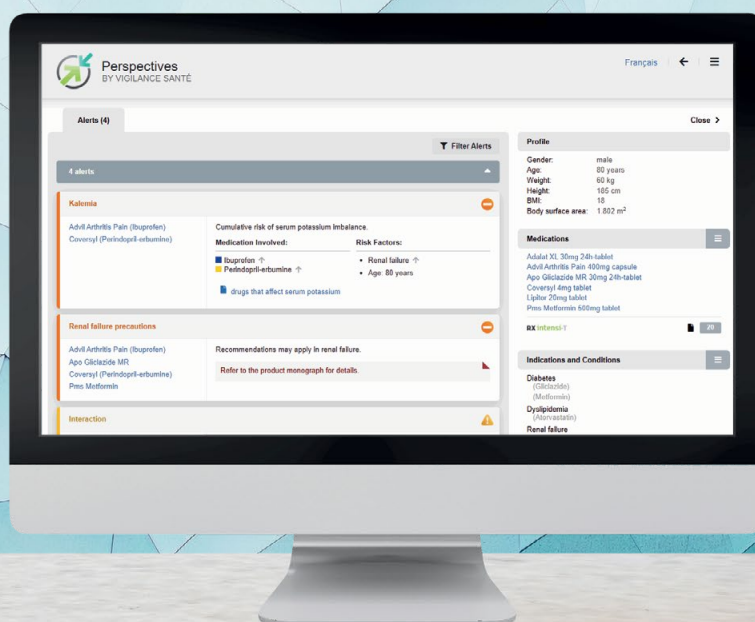 Perspectives
BY VIGILANCE SANTÉ
Français
Alerts (4)
Close
Filter Alerts
4 alerts
Kalemia
Advil Arthritis Pain (Ibuprofen)
Coversyl (Perindopril-erbumine)
Cumulative risk of serum potassium imbalance.
Medication Involved: Risk Factors:
Ibuprofen ↑ • Renal failure ↑
Perindopril-erbumine ↑ • Age: 80 years
drugs that affect serum potassium
Renal failure precautions
Advil Arthritis Pain (Ibuprofen)
Apo Gliclazide MR
Coversyl (Perindopril-erbumine)
Pms Metformin
Recommendations may apply in renal failure.
Refer to the product monograph for details.
Interaction
Profile
Gender: male
Age: 80 years
Weight: 60 kg
Height: 185 cm
BMI: 18
Body surface area: 1.802 m²
Medications
Adalat XL 30mg 24h-tablet
Advil Arthritis Pain 400mg capsule
Apo Gliclazide MR 30mg 24h-tablet
Coversyl 4mg tablet
Lipitor 20mg tablet
Pms Metformin 500mg tablet
RX Intensi-T 20
Indications and Conditions
Diabetes
(Gliclazide)
(Metformin)
Dyslipidemia
(Atorvastatin)
Renal failure